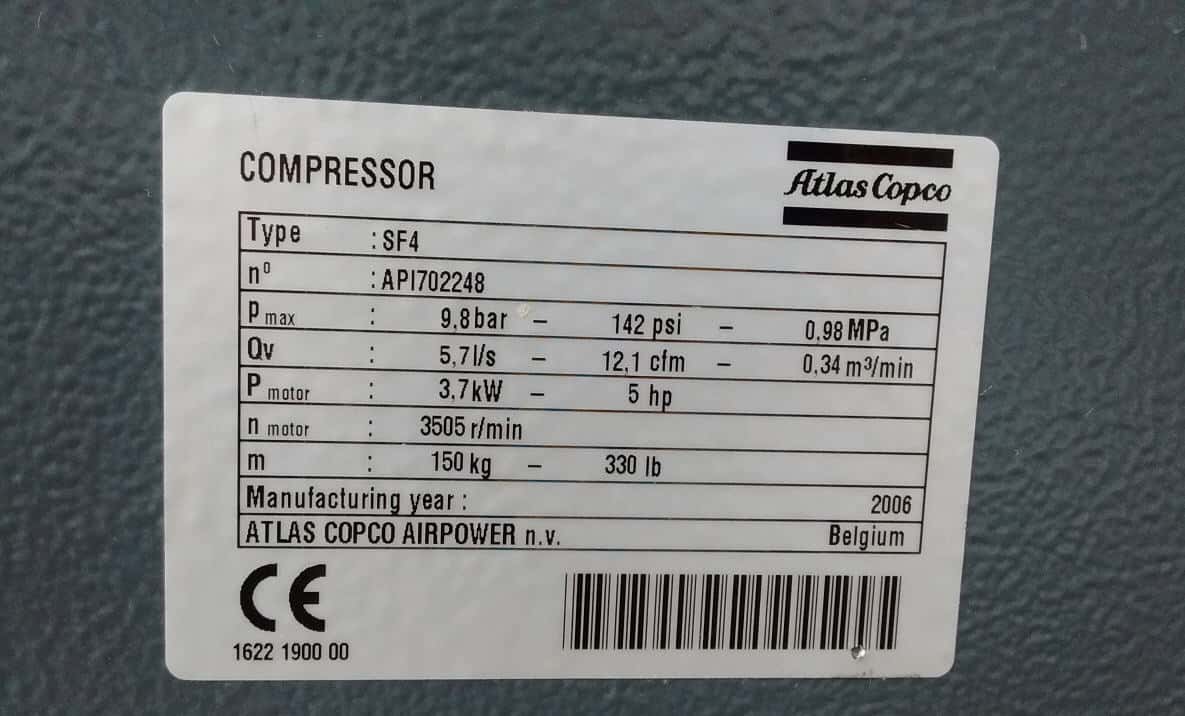 COMPRESSOR
Atlas Copco
Type : SF4
nº : API702248
P max : 9,8 bar – 142 psi – 0,98 MPa
Qv : 5,7 l/s – 12,1 cfm – 0,34 m³/min
P motor : 3,7 kW – 5 hp
n motor : 3505 r/min
m : 150 kg – 330 lb
Manufacturing year : 2006
ATLAS COPCO AIRPOWER n.v. Belgium
CE
1622 1900 00